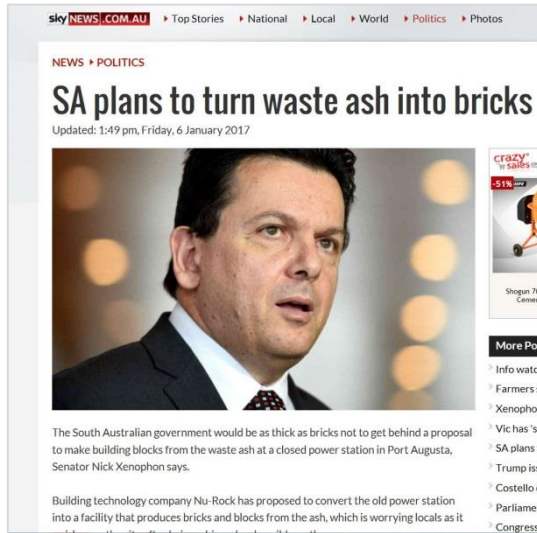 sky NEWS .COM.AU Top Stories National Local World Politics Photos
NEWS POLITICS
SA plans to turn waste ash into bricks
Updated: 1:49 pm, Friday, 6 January 2017
crazy
sales
-51%
Shogun
Cemen
The South Australian government would be as thick as bricks not to get behind a proposal
to make building blocks from the waste ash at a closed power station in Port Augusta,
Senator Nick Xenophon says.
Building technology company Nu-Rock has proposed to convert the old power station
into a facility that produces bricks and blocks from the ash, which is worrying locals as it
More Po
Info watc
Farmers
Xenopho
Vic has 's
SA plans
Trump is
Costello
Parliame
Congress